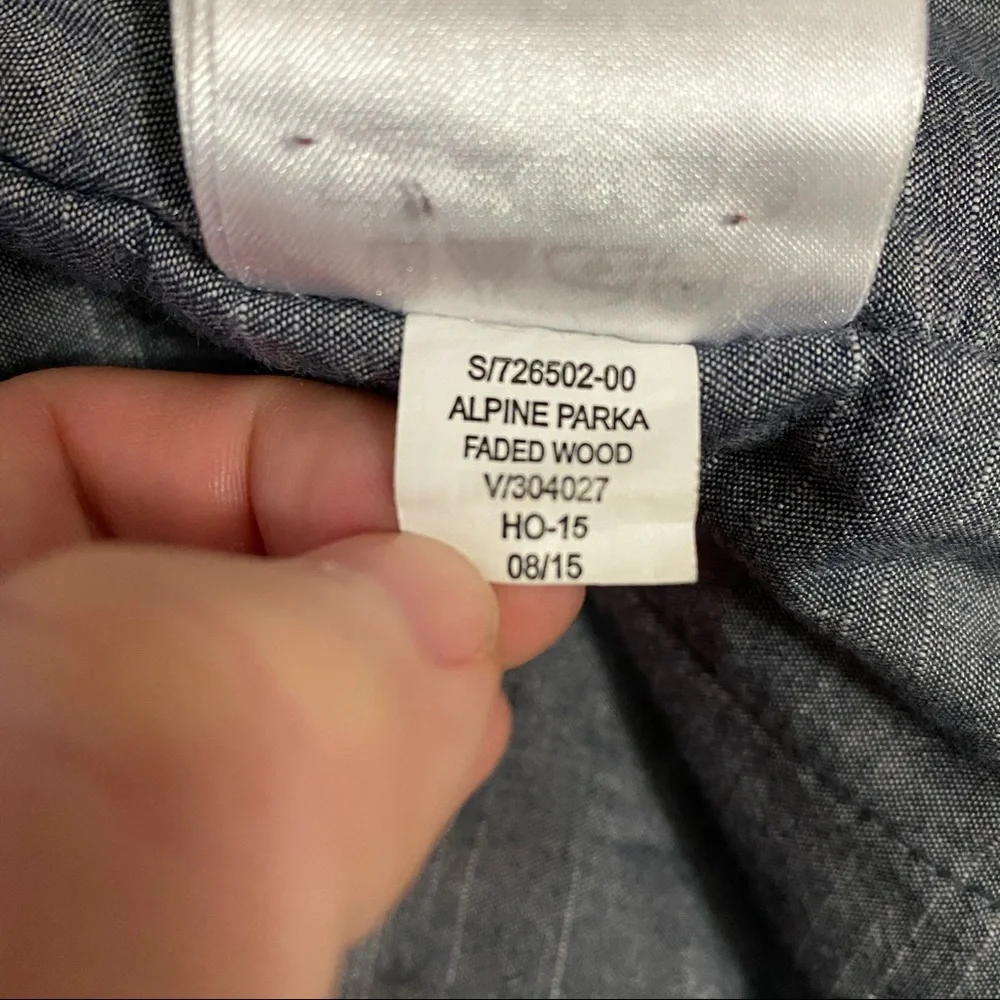 S/726502-00
ALPINE PARKA
FADED WOOD
V/304027
HO-15
08/15